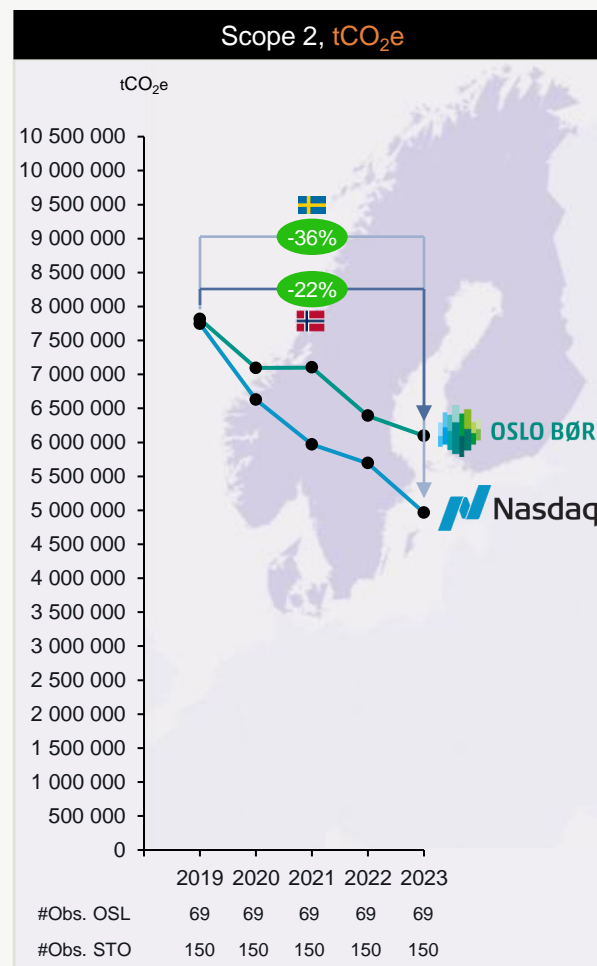 Scope 2, tCO₂e
tCO₂e
10 500 000
10 000 000
9 500 000
9 000 000
8 500 000
8 000 000
7 500 000
7 000 000
6 500 000
6 000 000
5 500 000
5 000 000
4 500 000
4 000 000
3 500 000
3 000 000
2 500 000
2 000 000
1 500 000
1 000 000
500 000
0
-36%
-22%
OSLO BØR
Nasdaq
2019 2020 2021 2022 2023
#Obs. OSL 69 69 69 69 69
#Obs. STO 150 150 150 150 150